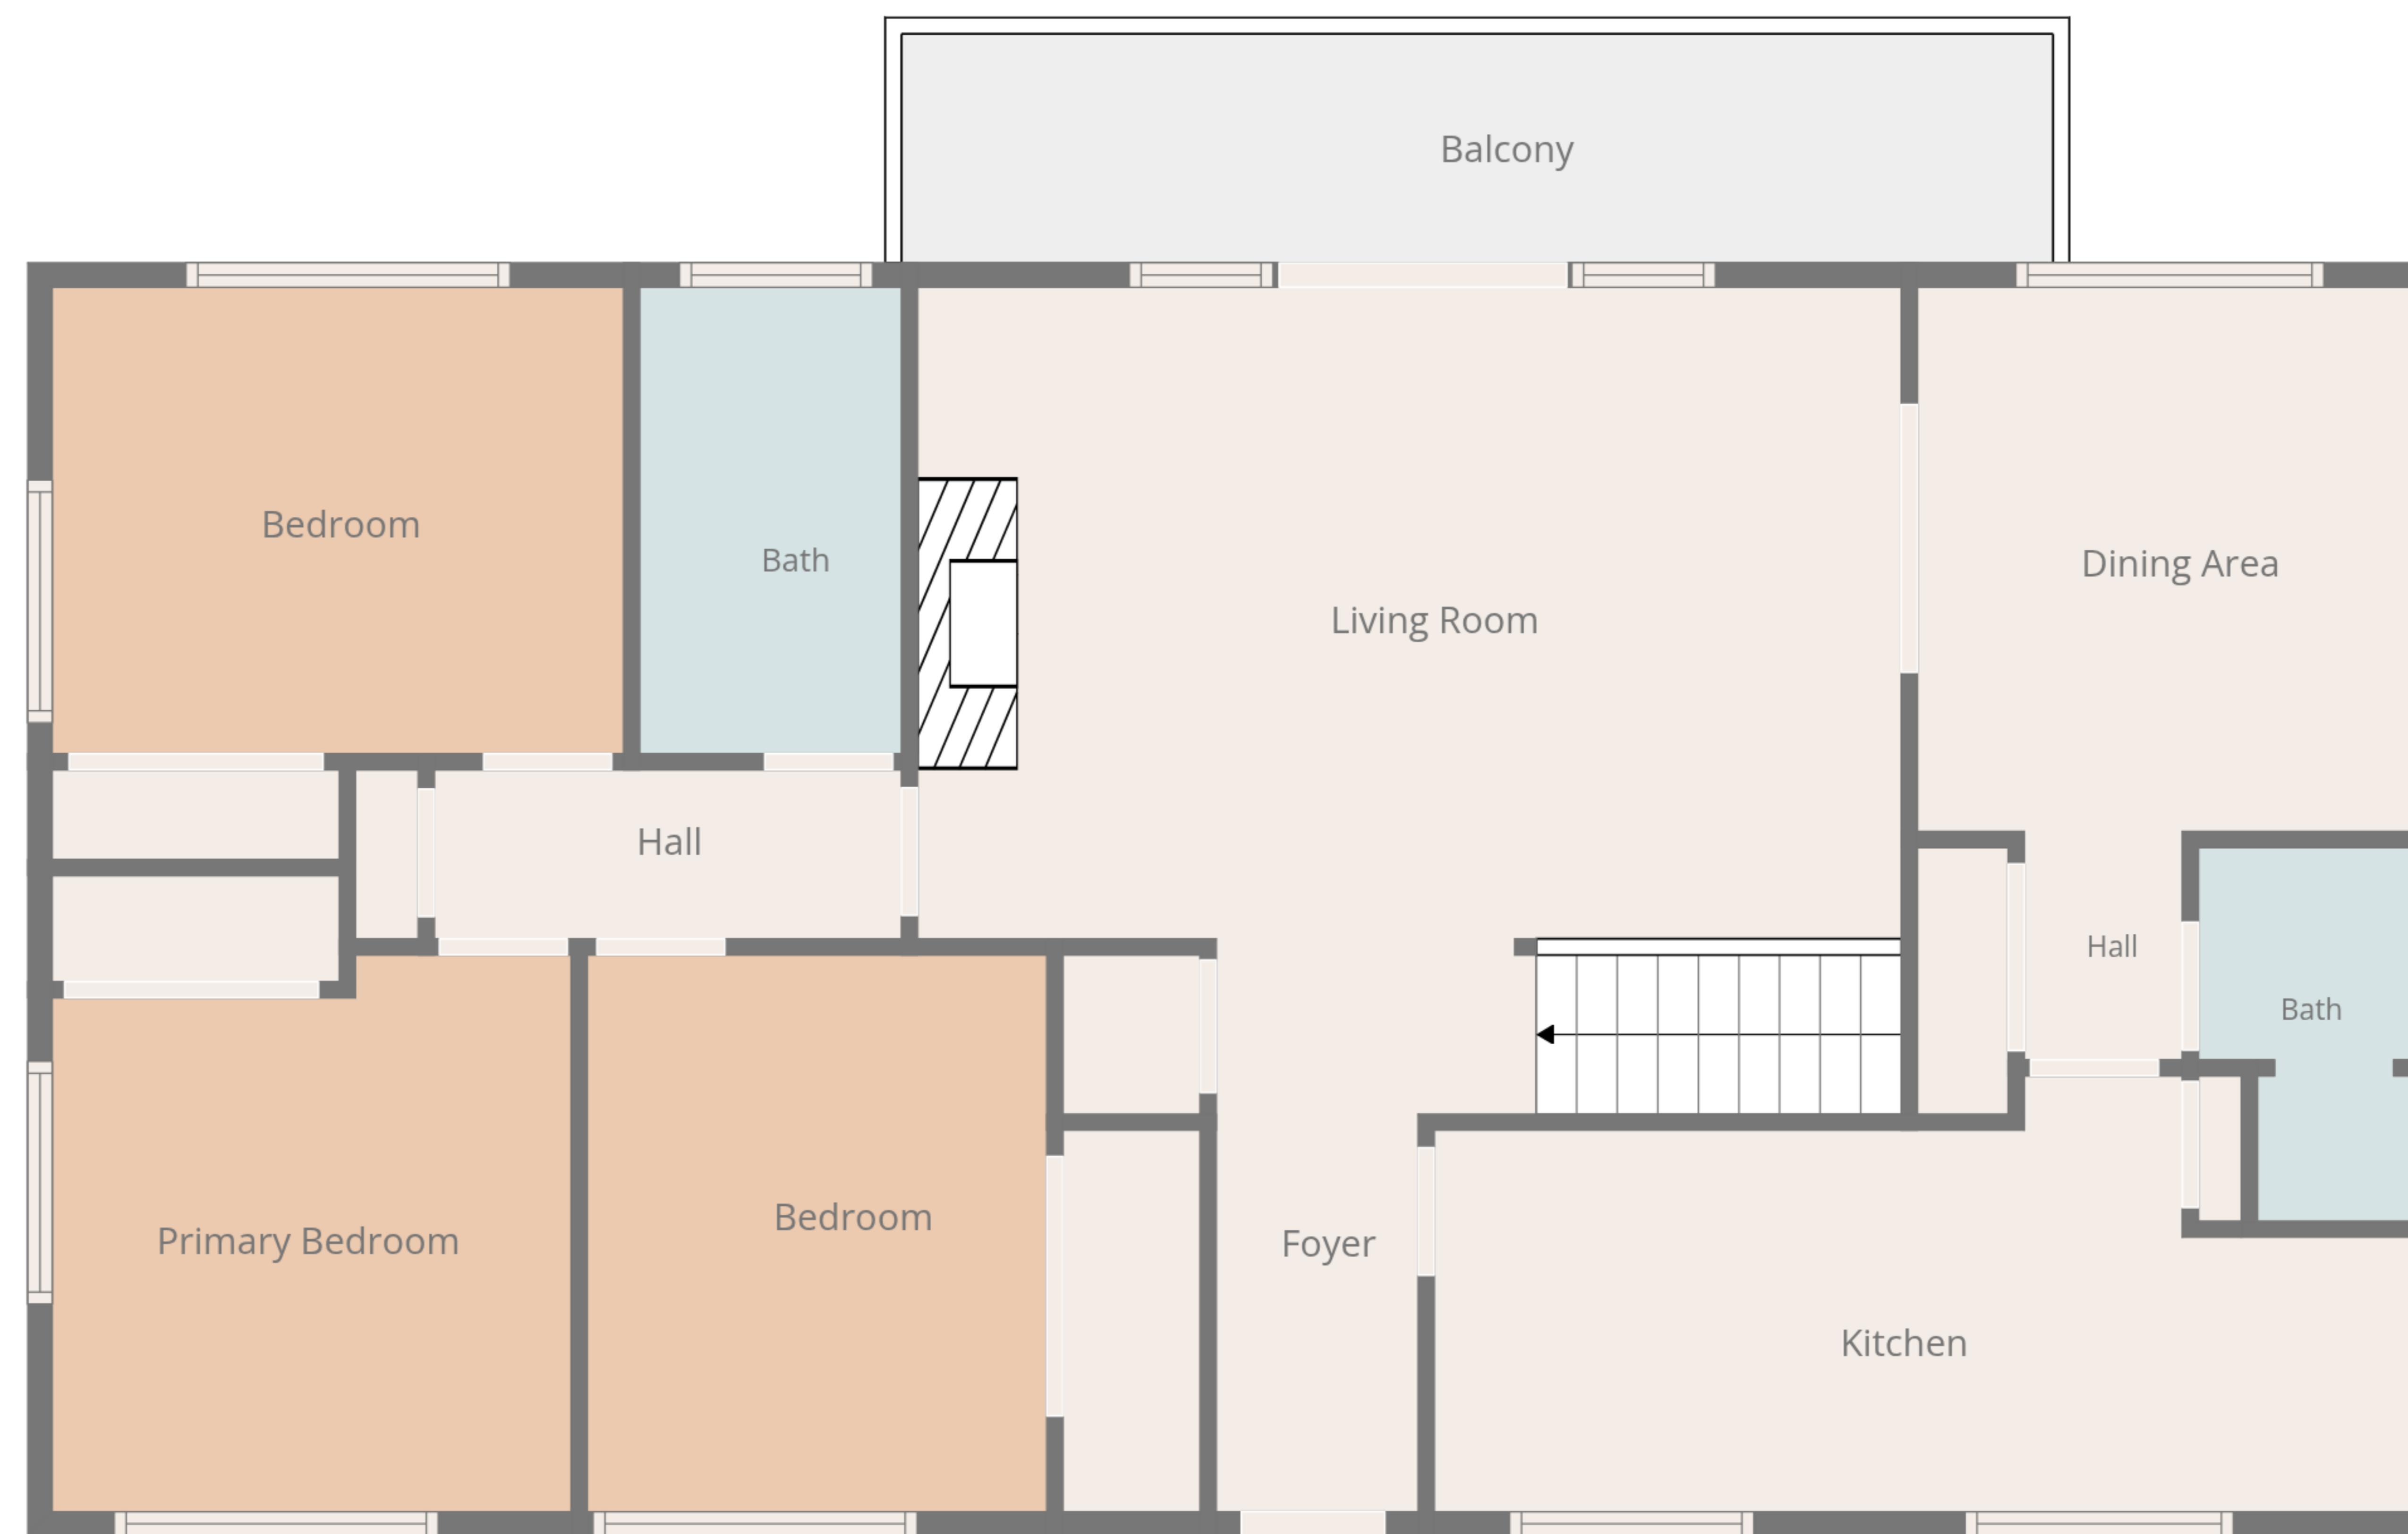 Balcony
Bedroom
Bath
Living Room
Dining Area
Hall
Hall
Bath
Primary Bedroom
Bedroom
Foyer
Kitchen